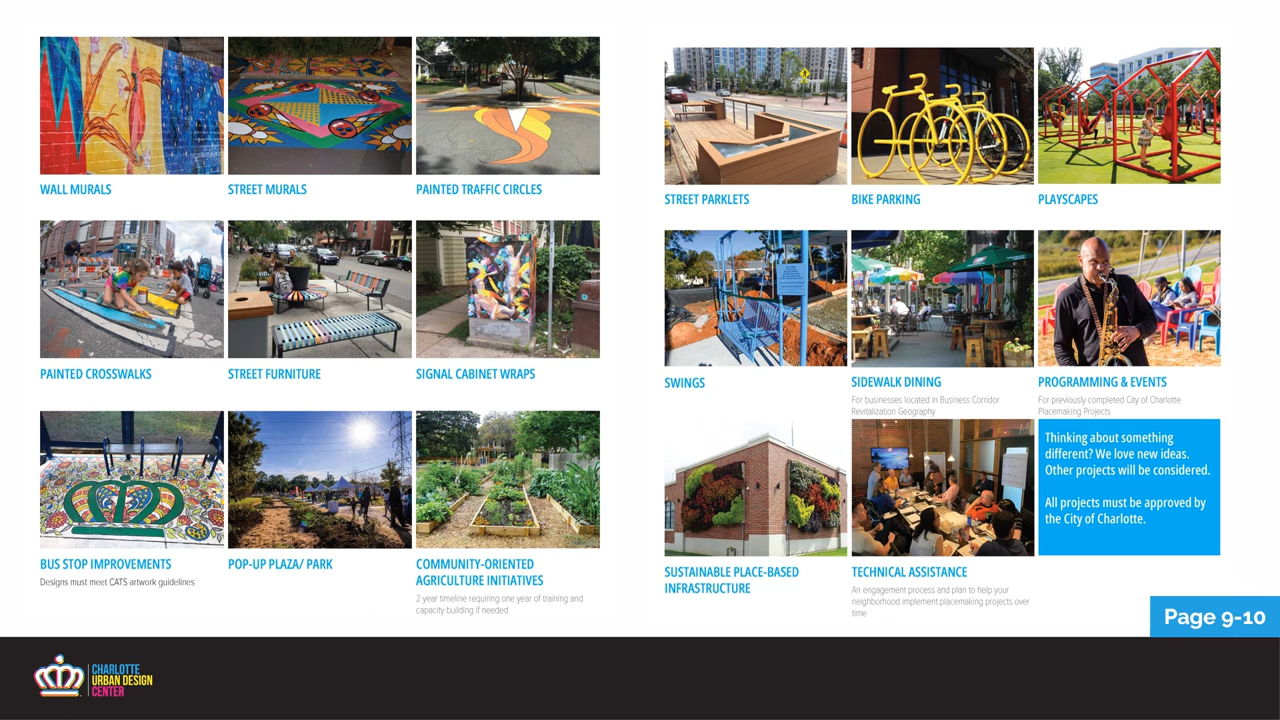 WALL MURALS
STREET MURALS
PAINTED TRAFFIC CIRCLES
PAINTED CROSSWALKS
STREET FURNITURE
SIGNAL CABINET WRAPS
BUS STOP IMPROVEMENTS
Designs must meet CATS artwork guidelines
POP-UP PLAZA/ PARK
COMMUNITY-ORIENTED
AGRICULTURE INITIATIVES
2 year timeline requiring one year of training and
capacity building if needed
STREET PARKLETS
BIKE PARKING
PLAYSCAPES
SWINGS
SIDEWALK DINING
For businesses located in Business Corridor
Revitalization Geography
PROGRAMMING & EVENTS
For previously completed City of Charlotte
Placemaking Projects
SUSTAINABLE PLACE-BASED
INFRASTRUCTURE
TECHNICAL ASSISTANCE
An engagement process and plan to help your
neighborhood implement placemaking projects over
time
Thinking about something
different? We love new ideas.
Other projects will be considered.
All projects must be approved by
the City of Charlotte.
Page 9-10
CHARLOTTE
URBAN DESIGN
CENTER